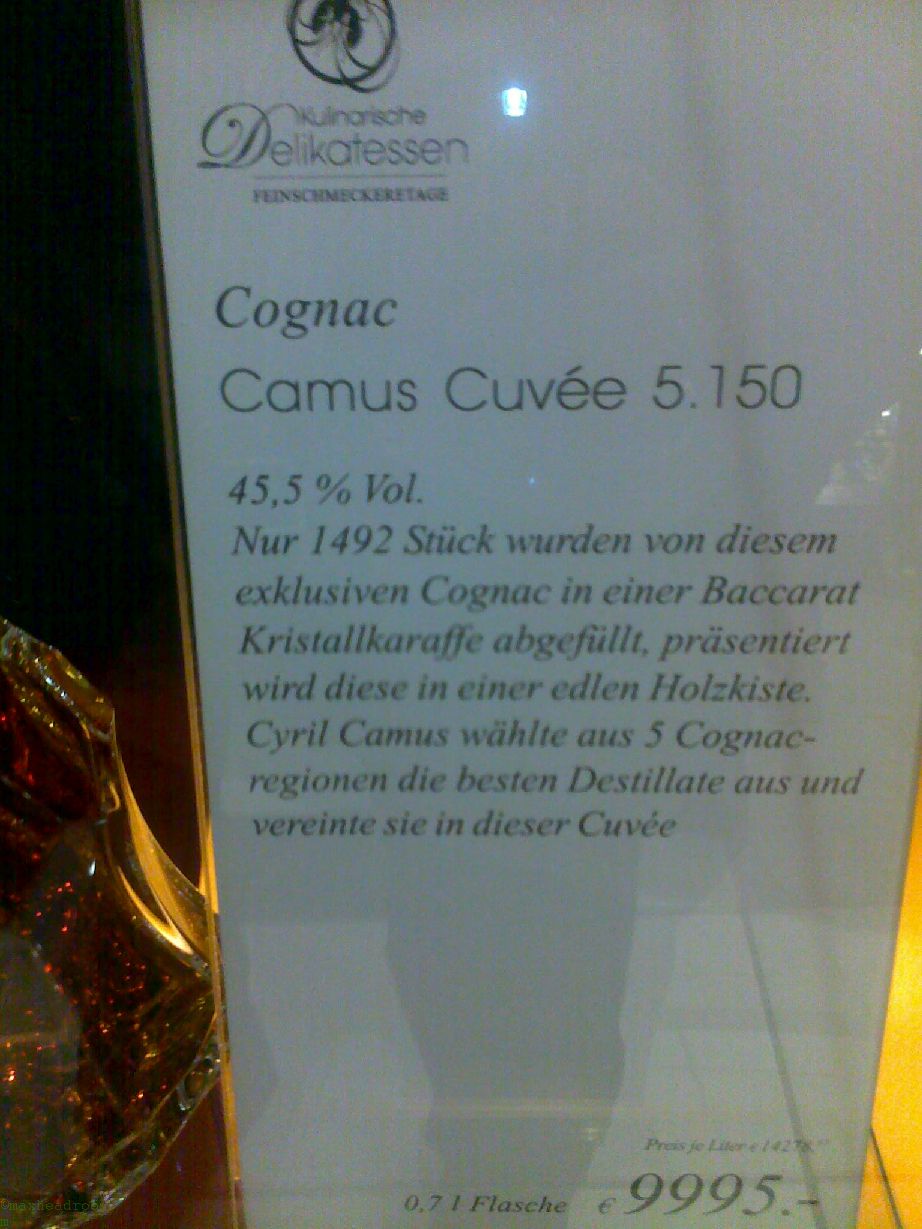 Kulinarische
Delikatessen
FEINSCHMECKERETAGE
Cognac
Camus Cuvée 5.150
45,5 % Vol.
Nur 1492 Stück wurden von diesem
exklusiven Cognac in einer Baccarat
Kristallkaraffe abgefüllt, präsentiert
wird diese in einer edlen Holzkiste.
Cyril Camus wählte aus 5 Cognac-
regionen die besten Destillate aus und
vereinte sie in dieser Cuvée
Preis je Liter €
0,7 l Flasche € 9995.-